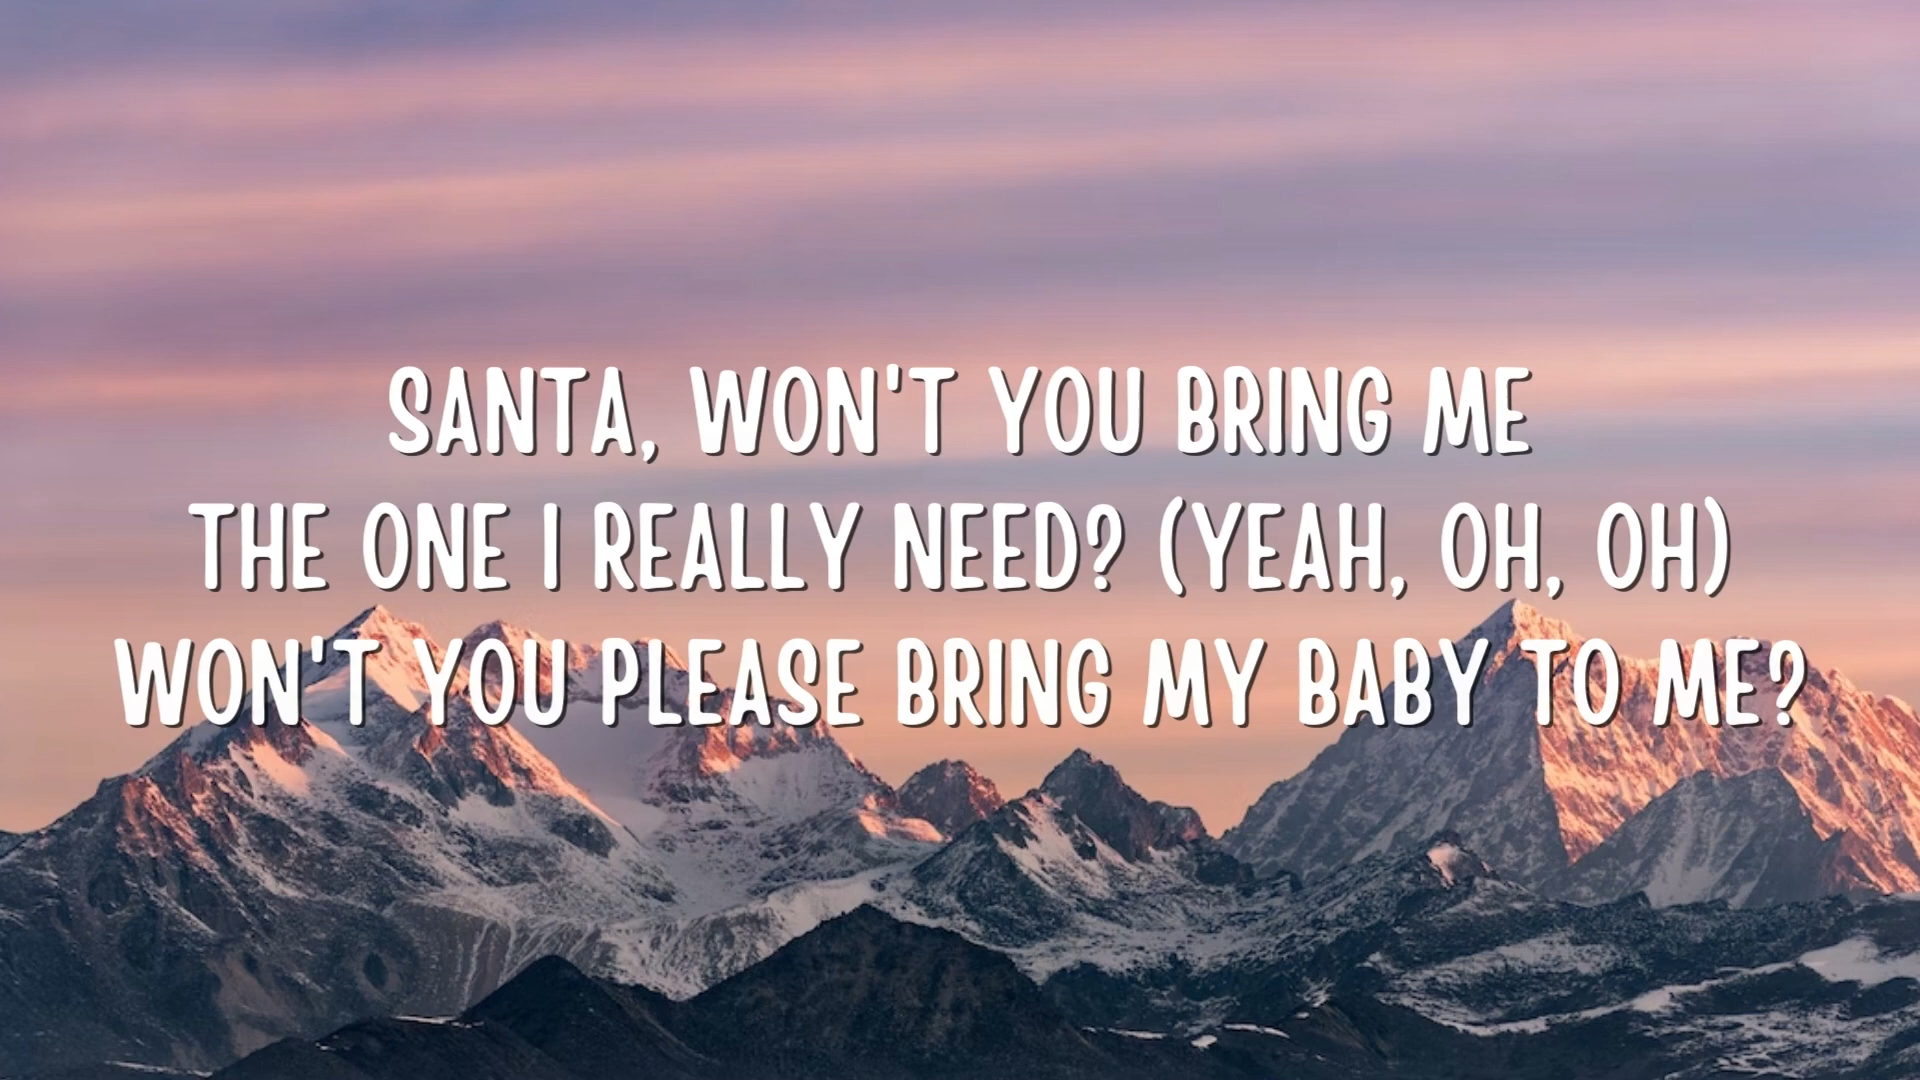 SANTA, WON'T YOU BRING ME
THE ONE I REALLY NEED? (YEAH, OH, OH)
WON'T YOU PLEASE BRING MY BABY TO ME?